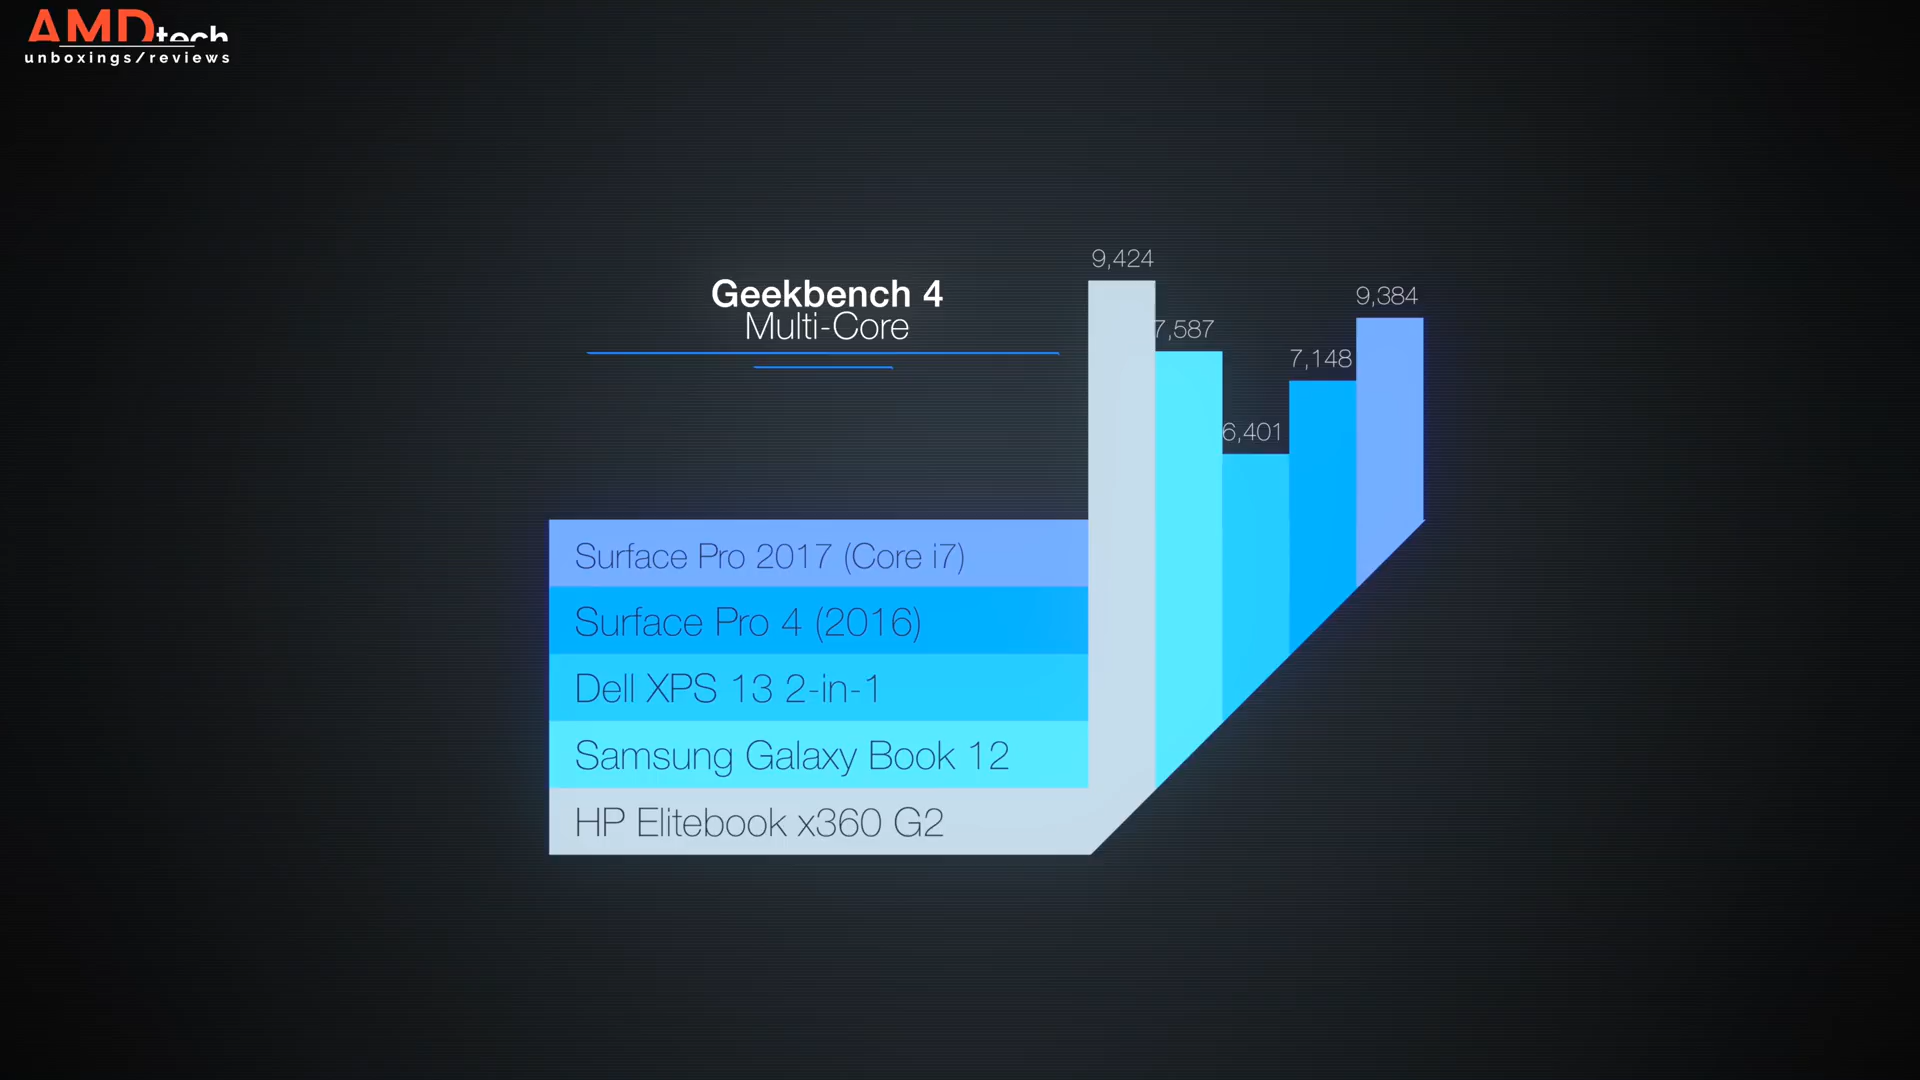 AMDtech
unboxings/reviews
Geekbench 4
Multi-Core
9,424
7,587
6,401
7,148
9,384
Surface Pro 2017 (Core i7)
Surface Pro 4 (2016)
Dell XPS 13 2-in-1
Samsung Galaxy Book 12
HP Elitebook x360 G2